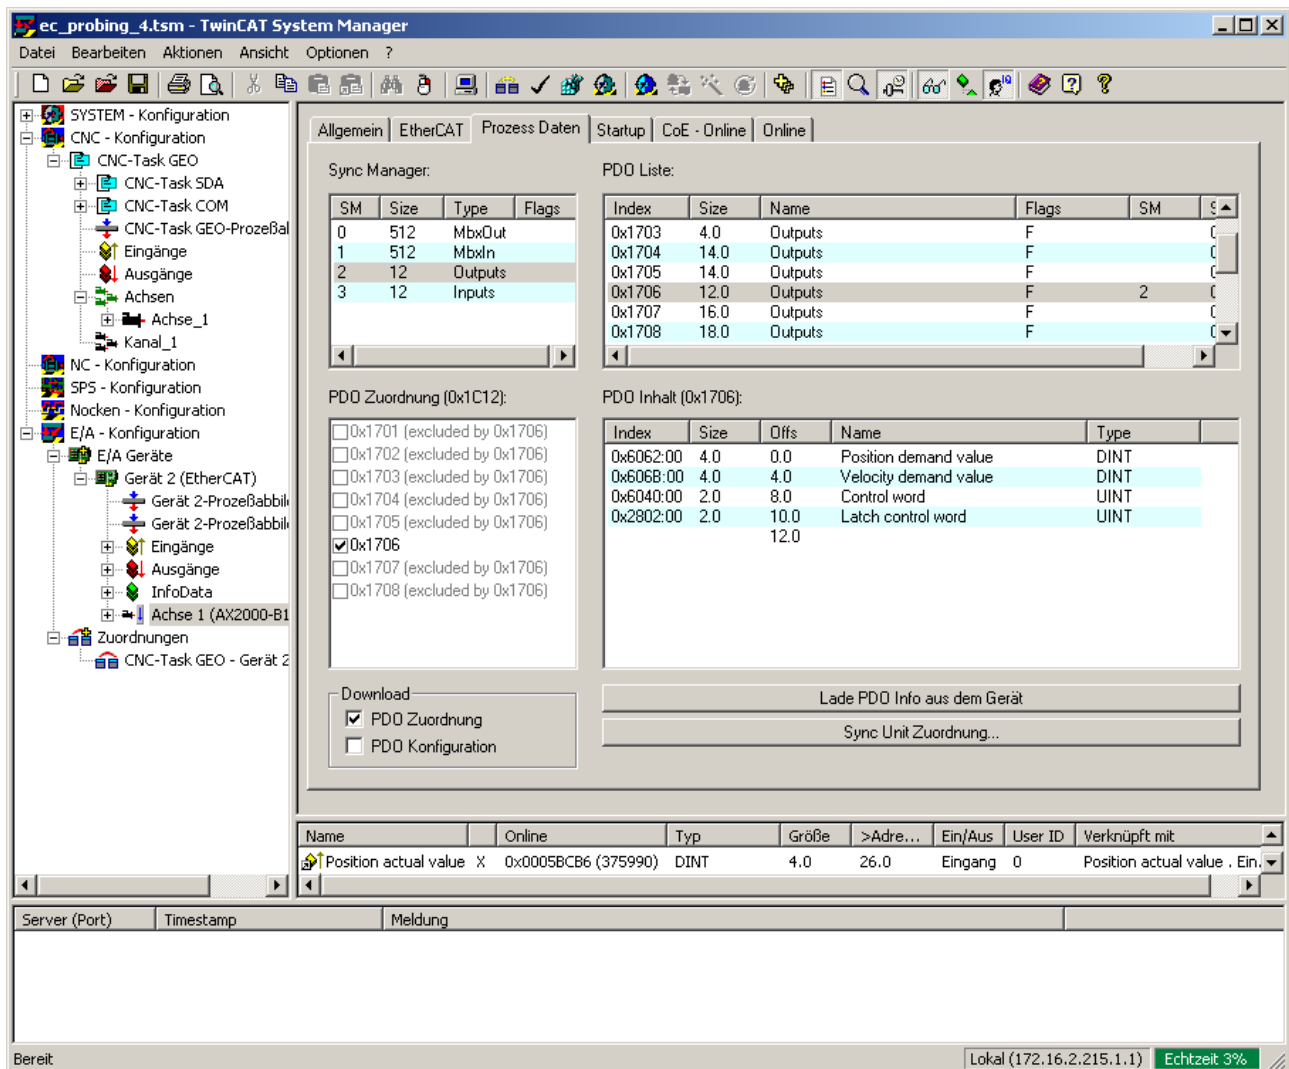 ec_probing_4.tsm - TwinCAT System Manager
Datei Bearbeiten Aktionen Ansicht Optionen ?
SYSTEM - Konfiguration
CNC - Konfiguration
CNC-Task GEO
CNC-Task SDA
CNC-Task COM
CNC-Task GEO-Prozeßal
Eingänge
Ausgänge
Achsen
Achse_1
Kanal_1
NC - Konfiguration
SPS - Konfiguration
Nocken - Konfiguration
E/A - Konfiguration
E/A Geräte
Gerät 2 (EtherCAT)
Gerät 2-Prozeßabbil
Gerät 2-Prozeßabbil
Eingänge
Ausgänge
InfoData
Achse 1 (AX2000-B1
Zuordnungen
CNC-Task GEO - Gerät 2
Allgemein EtherCAT Prozess Daten Startup CoE - Online Online
Sync Manager:
SM Size Type Flags
0 512 MbxOut
1 512 MbxIn
2 12 Outputs
3 12 Inputs
PDO Liste:
Index Size Name Flags SM
0x1703 4.0 Outputs F
0x1704 14.0 Outputs F
0x1705 14.0 Outputs F
0x1706 12.0 Outputs F 2
0x1707 16.0 Outputs F
0x1708 18.0 Outputs F
PDO Zuordnung (0x1C12):
0x1701 (excluded by 0x1706)
0x1702 (excluded by 0x1706)
0x1703 (excluded by 0x1706)
0x1704 (excluded by 0x1706)
0x1705 (excluded by 0x1706)
0x1706
0x1707 (excluded by 0x1706)
0x1708 (excluded by 0x1706)
PDO Inhalt (0x1706):
Index Size Offs Name Type
0x6062:00 4.0 0.0 Position demand value DINT
0x606B:00 4.0 4.0 Velocity demand value DINT
0x6040:00 2.0 8.0 Control word UINT
0x2802:00 2.0 10.0 Latch control word UINT
12.0
Download
PDO Zuordnung
PDO Konfiguration
Lade PDO Info aus dem Gerät
Sync Unit Zuordnung...
Name Online Typ Größe >Adre... Ein/Aus User ID Verknüpft mit
Position actual value X 0x0005BCB6 (375990) DINT 4.0 26.0 Eingang 0 Position actual value . Ein.
Server (Port) Timestamp Meldung
Bereit
Lokal (172.16.2.215.1.1) Echtzeit 3%